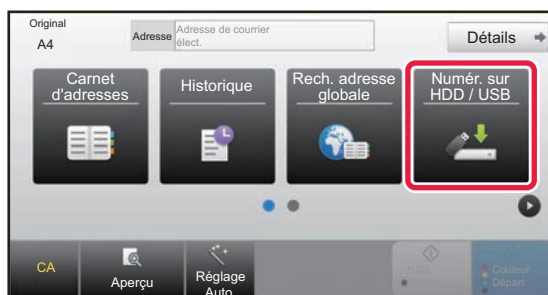 Original
A4
Adresse
Adresse de courrier
élect.
Détails
Carnet
d'adresses
Historique
Rech. adresse
globale
Numér. sur
HDD / USB
CA
Aperçu
Réglage
Auto
N&B
Couleur
Départ